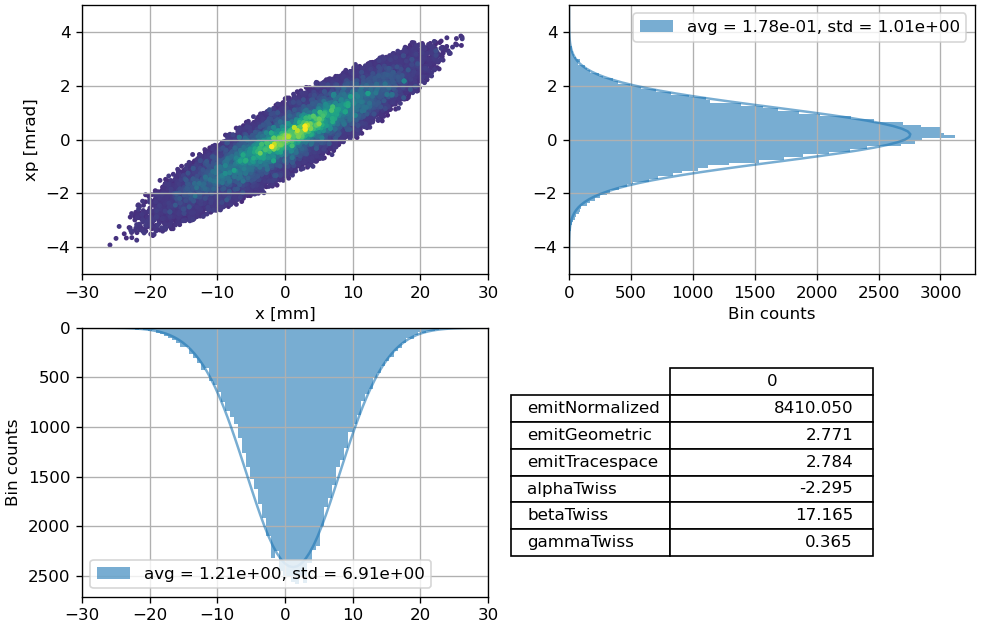 4
2
0
−2
−4
xp [mrad]
−30 −20 −10 0 10 20 30
x [mm]
avg = 1.78e-01, std = 1.01e+00
4
2
0
−2
−4
0 500 1000 1500 2000 2500 3000
Bin counts
0
500
1000
1500
2000
2500
Bin counts
avg = 1.21e+00, std = 6.91e+00
−30 −20 −10 0 10 20 30
0
emitNormalized 8410.050
emitGeometric 2.771
emitTracespace 2.784
alphaTwiss -2.295
betaTwiss 17.165
gammaTwiss 0.365